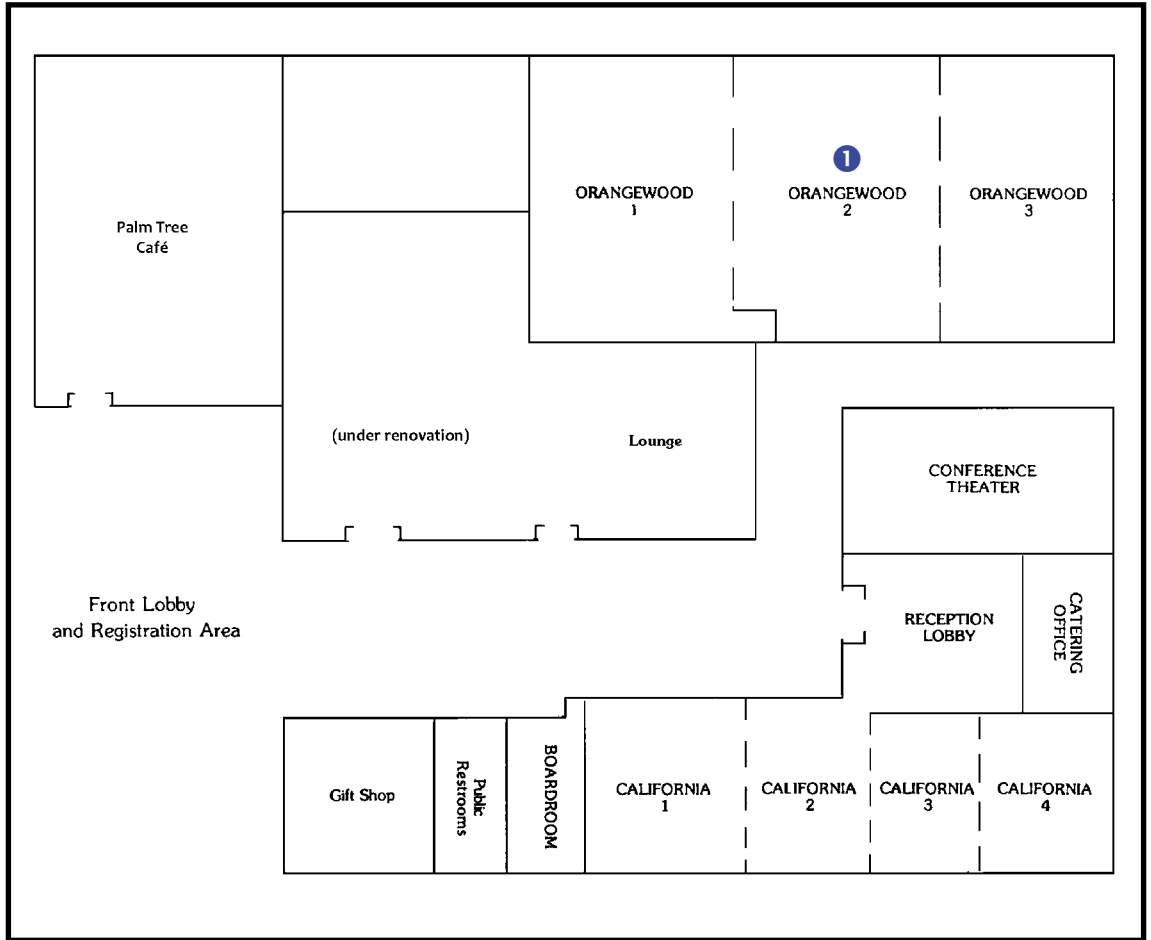 Palm Tree
Café
ORANGEWOOD
1
1
ORANGEWOOD
2
ORANGEWOOD
3
(under renovation)
Lounge
CONFERENCE
THEATER
Front Lobby
and Registration Area
RECEPTION
LOBBY
CATERING
OFFICE
Gift Shop
Public
Restrooms
BOARDROOM
CALIFORNIA
1
CALIFORNIA
2
CALIFORNIA
3
CALIFORNIA
4